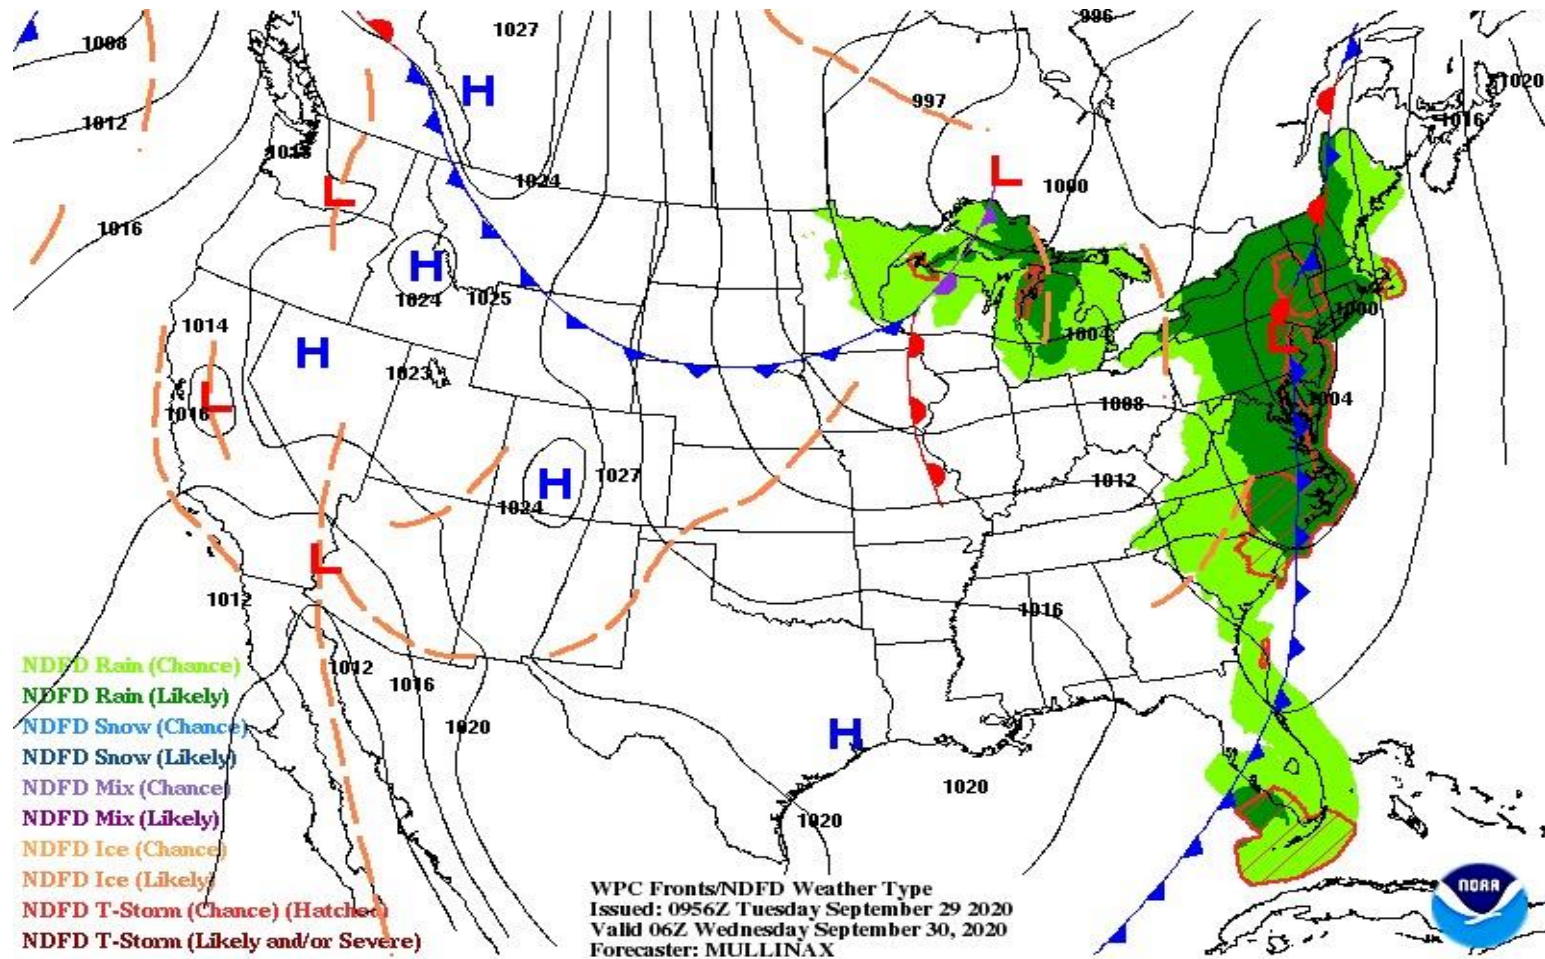 996
1027
1008
1020
997
1012
1016
H
L
1000
1024
L
1016
H
1024
1025
1000
1014
H
1004
1023
L
1016
1008
1004
L
H
1027
1012
1024
L
1012
1016
NDFD Rain (Chance)
1012
1016
NDFD Rain (Likely)
NDFD Snow (Chance)
1020
H
NDFD Snow (Likely)
NDFD Mix (Chance)
1020
NDFD Mix (Likely)
1020
NDFD Ice (Chance)
NDFD Ice (Likely)
NDFD T-Storm (Chance) (Hatched)
NDFD T-Storm (Likely and/or Severe)
WPC Fronts/NDFD Weather Type
Issued: 0956Z Tuesday September 29 2020
Valid 06Z Wednesday September 30, 2020
Forecaster: MULLINAX
NOAA